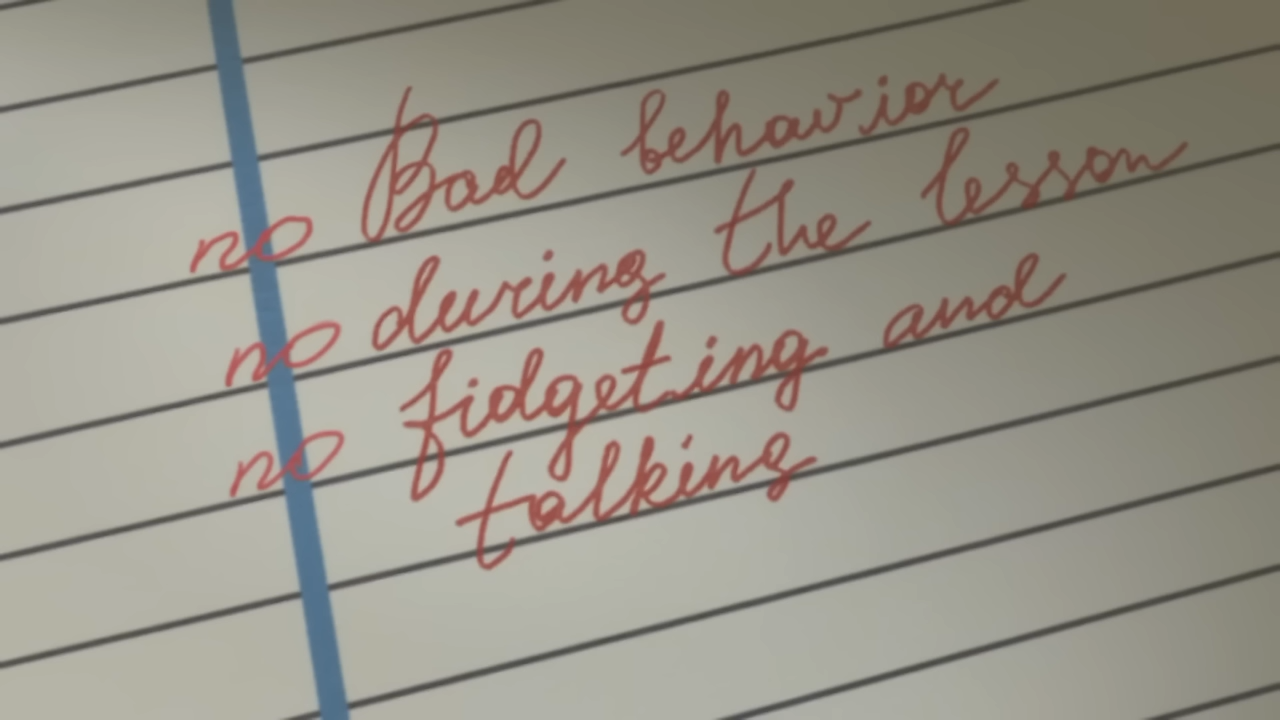 no Bad behavior
no during the lesson
no fidgeting and
talking